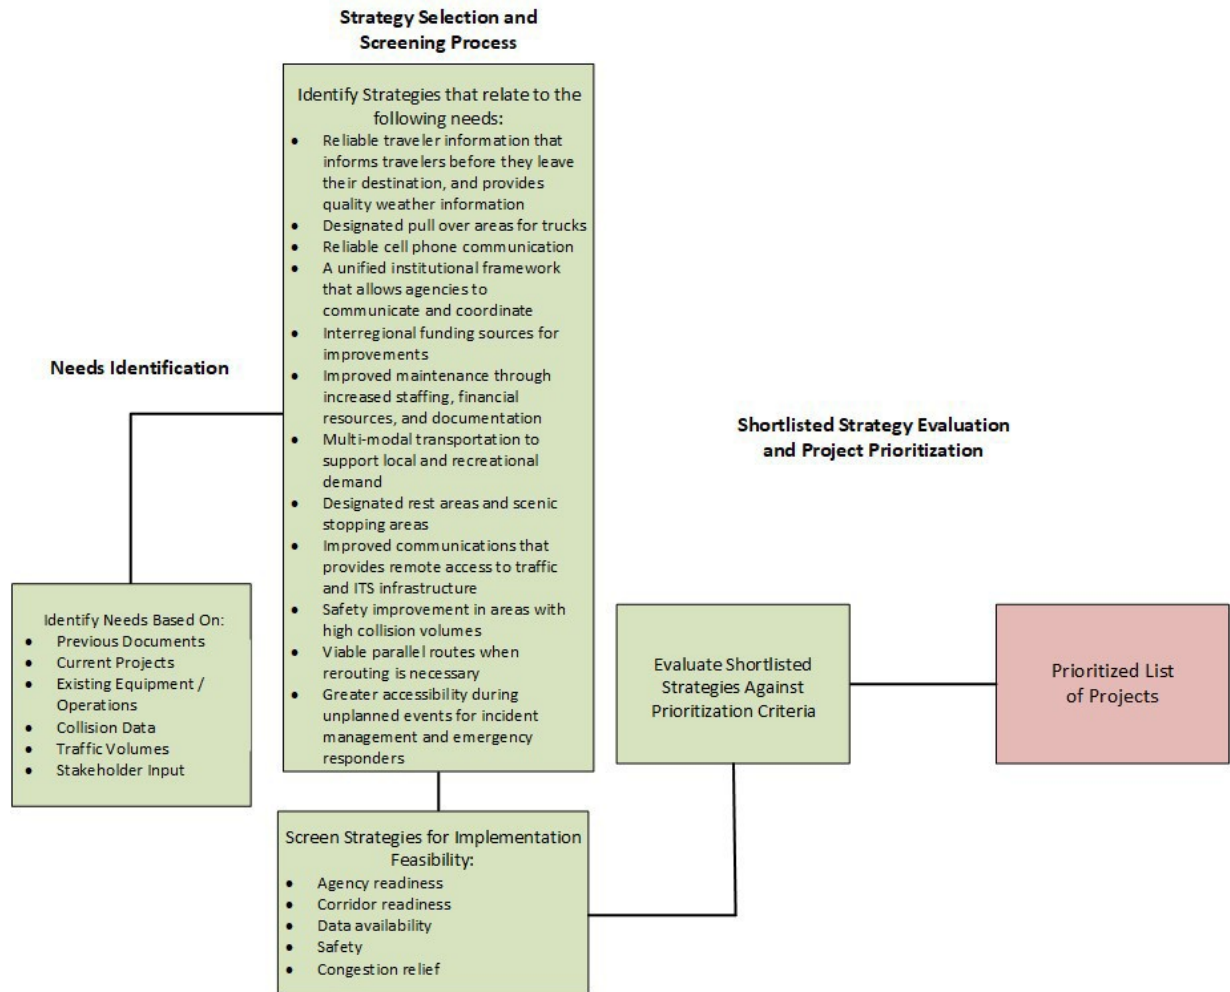 Strategy Selection and
Screening Process
Identify Strategies that relate to the
following needs:
• Reliable traveler information that
informs travelers before they leave
their destination, and provides
quality weather information
• Designated pull over areas for trucks
• Reliable cell phone communication
• A unified institutional framework
that allows agencies to
communicate and coordinate
• Interregional funding sources for
improvements
• Improved maintenance through
increased staffing, financial
resources, and documentation
• Multi-modal transportation to
support local and recreational
demand
• Designated rest areas and scenic
stopping areas
• Improved communications that
provides remote access to traffic
and ITS infrastructure
• Safety improvement in areas with
high collision volumes
• Viable parallel routes when
rerouting is necessary
• Greater accessibility during
unplanned events for incident
management and emergency
responders
Needs Identification
Identify Needs Based On:
• Previous Documents
• Current Projects
• Existing Equipment /
Operations
• Collision Data
• Traffic Volumes
• Stakeholder Input
Screen Strategies for Implementation
Feasibility:
• Agency readiness
• Corridor readiness
• Data availability
• Safety
• Congestion relief
Shortlisted Strategy Evaluation
and Project Prioritization
Evaluate Shortlisted
Strategies Against
Prioritization Criteria
Prioritized List
of Projects